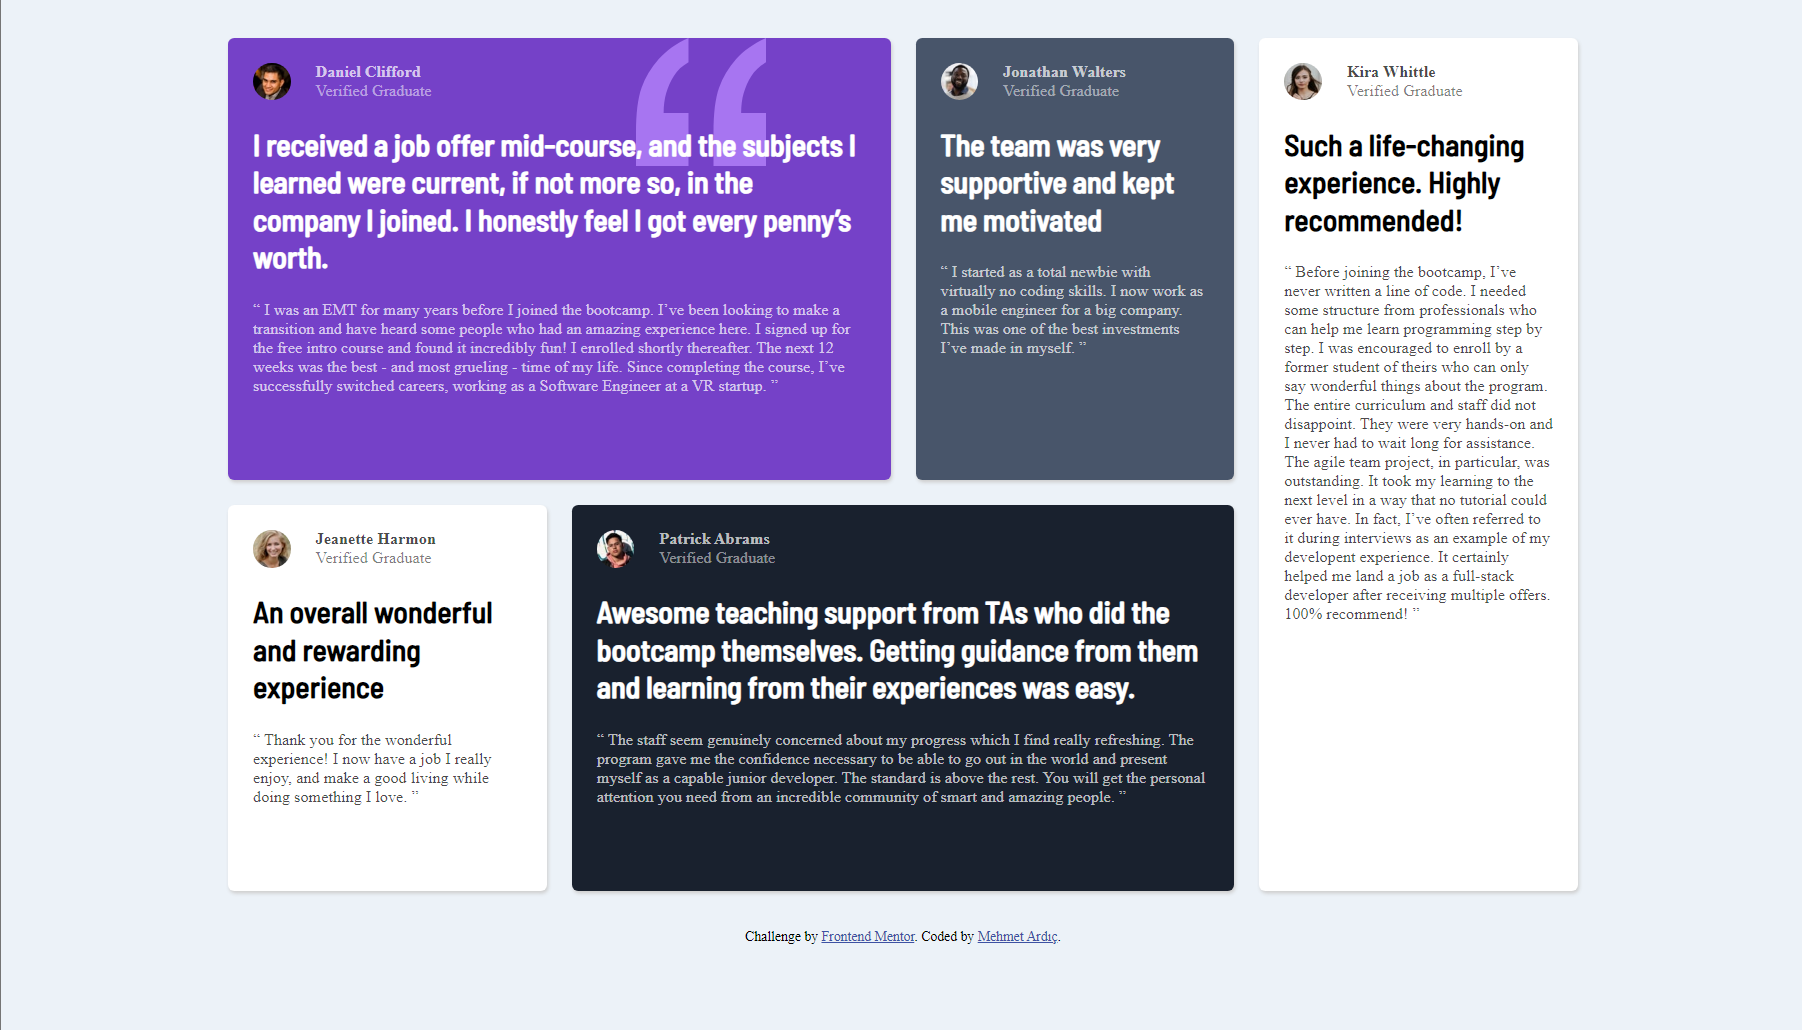 Daniel Clifford
Verified Graduate
I received a job offer mid-course, and the subjects I
learned were current, if not more so, in the
company I joined. I honestly feel I got every penny’s
worth.
“ I was an EMT for many years before I joined the bootcamp. I’ve been looking to make a
transition and have heard some people who had an amazing experience here. I signed up for
the free intro course and found it incredibly fun! I enrolled shortly thereafter. The next 12
weeks was the best - and most grueling - time of my life. Since completing the course, I’ve
successfully switched careers, working as a Software Engineer at a VR startup. ”
Jonathan Walters
Verified Graduate
The team was very
supportive and kept
me motivated
“ I started as a total newbie with
virtually no coding skills. I now work as
a mobile engineer for a big company.
This was one of the best investments
I’ve made in myself. ”
Kira Whittle
Verified Graduate
Such a life-changing
experience. Highly
recommended!
“ Before joining the bootcamp, I’ve
never written a line of code. I needed
some structure from professionals who
can help me learn programming step by
step. I was encouraged to enroll by a
former student of theirs who can only
say wonderful things about the program.
The entire curriculum and staff did not
disappoint. They were very hands-on and
I never had to wait long for assistance.
The agile team project, in particular, was
outstanding. It took my learning to the
next level in a way that no tutorial could
ever have. In fact, I’ve often referred to
it during interviews as an example of my
developent experience. It certainly
helped me land a job as a full-stack
developer after receiving multiple offers.
100% recommend! ”
Jeanette Harmon
Verified Graduate
An overall wonderful
and rewarding
experience
“ Thank you for the wonderful
experience! I now have a job I really
enjoy, and make a good living while
doing something I love. ”
Patrick Abrams
Verified Graduate
Awesome teaching support from TAs who did the
bootcamp themselves. Getting guidance from them
and learning from their experiences was easy.
“ The staff seem genuinely concerned about my progress which I find really refreshing. The
program gave me the confidence necessary to be able to go out in the world and present
myself as a capable junior developer. The standard is above the rest. You will get the personal
attention you need from an incredible community of smart and amazing people. ”
Challenge by Frontend Mentor. Coded by Mehmet Ardıç.